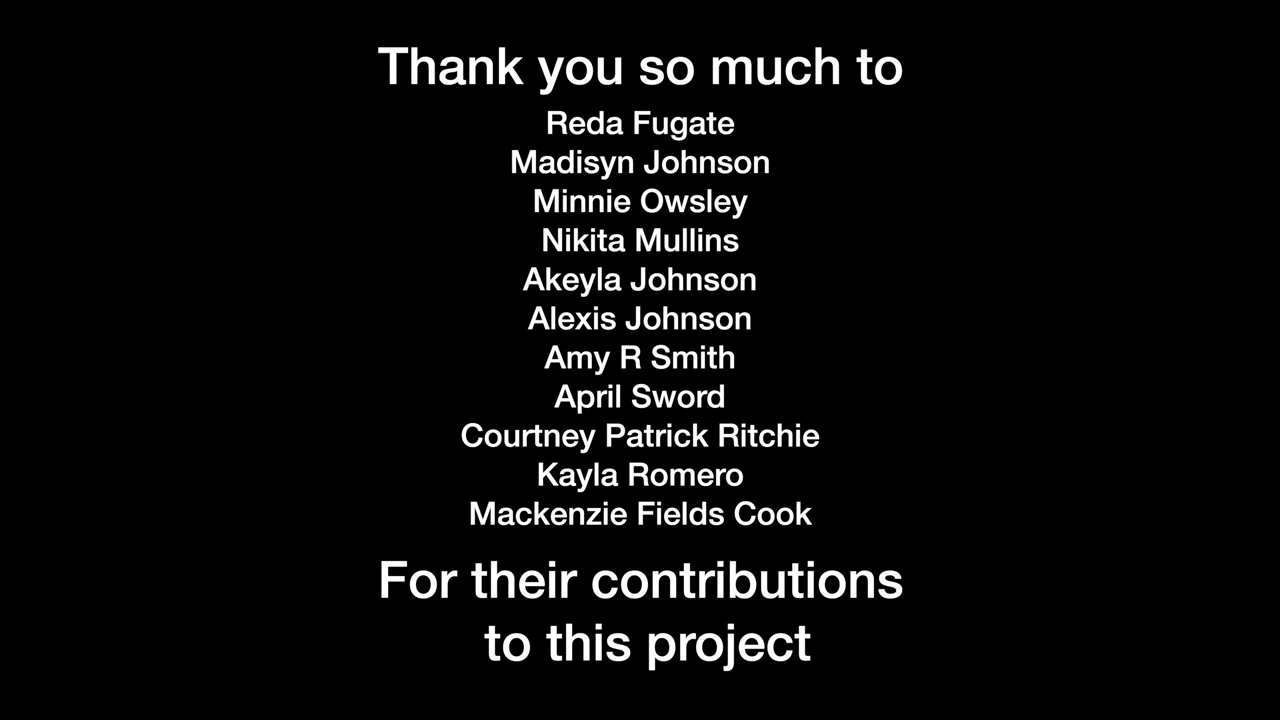 Thank you so much to
Reda Fugate
Madisyn Johnson
Minnie Owsley
Nikita Mullins
Akeyla Johnson
Alexis Johnson
Amy R Smith
April Sword
Courtney Patrick Ritchie
Kayla Romero
Mackenzie Fields Cook
For their contributions
to this project